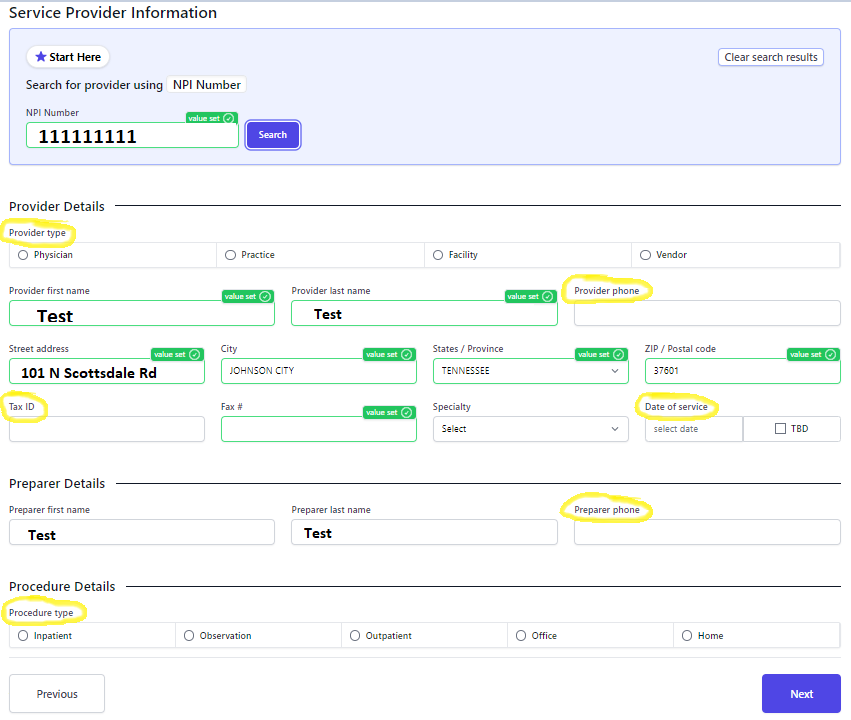 Service Provider Information
Start Here
Clear search results
Search for provider using NPI Number
NPI Number
value set
111111111
Search
Provider Details
Provider type
Physician
Practice
Facility
Vendor
Provider first name
value set
Provider last name
value set
Provider phone
Test
Test
Street address
value set
City
value set
States / Province
value set
ZIP / Postal code
value set
101 N Scottsdale Rd
JOHNSON CITY
TENNESSEE
37601
Tax ID
Fax #
value set
Specialty
Date of service
Select
select date
TBD
Preparer Details
Preparer first name
Preparer last name
Preparer phone
Test
Test
Procedure Details
Procedure type
Inpatient
Observation
Outpatient
Office
Home
Previous
Next